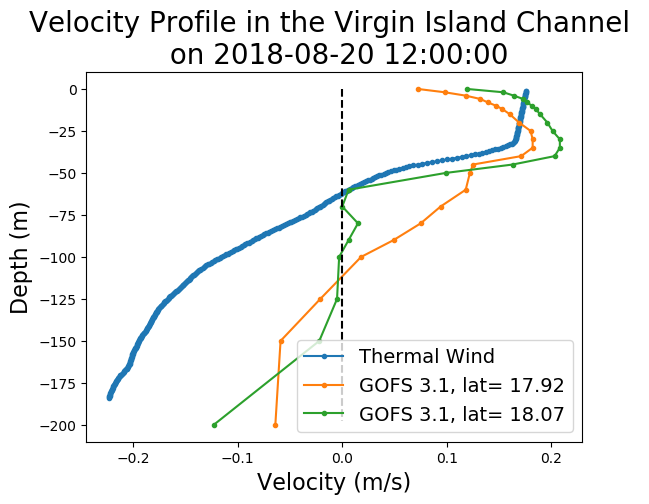 Velocity Profile in the Virgin Island Channel
on 2018-08-20 12:00:00
Depth (m)
0
−25
−50
−75
−100
−125
−150
−175
−200
Thermal Wind
GOFS 3.1, lat= 17.92
GOFS 3.1, lat= 18.07
−0.2 −0.1 0.0 0.1 0.2
Velocity (m/s)